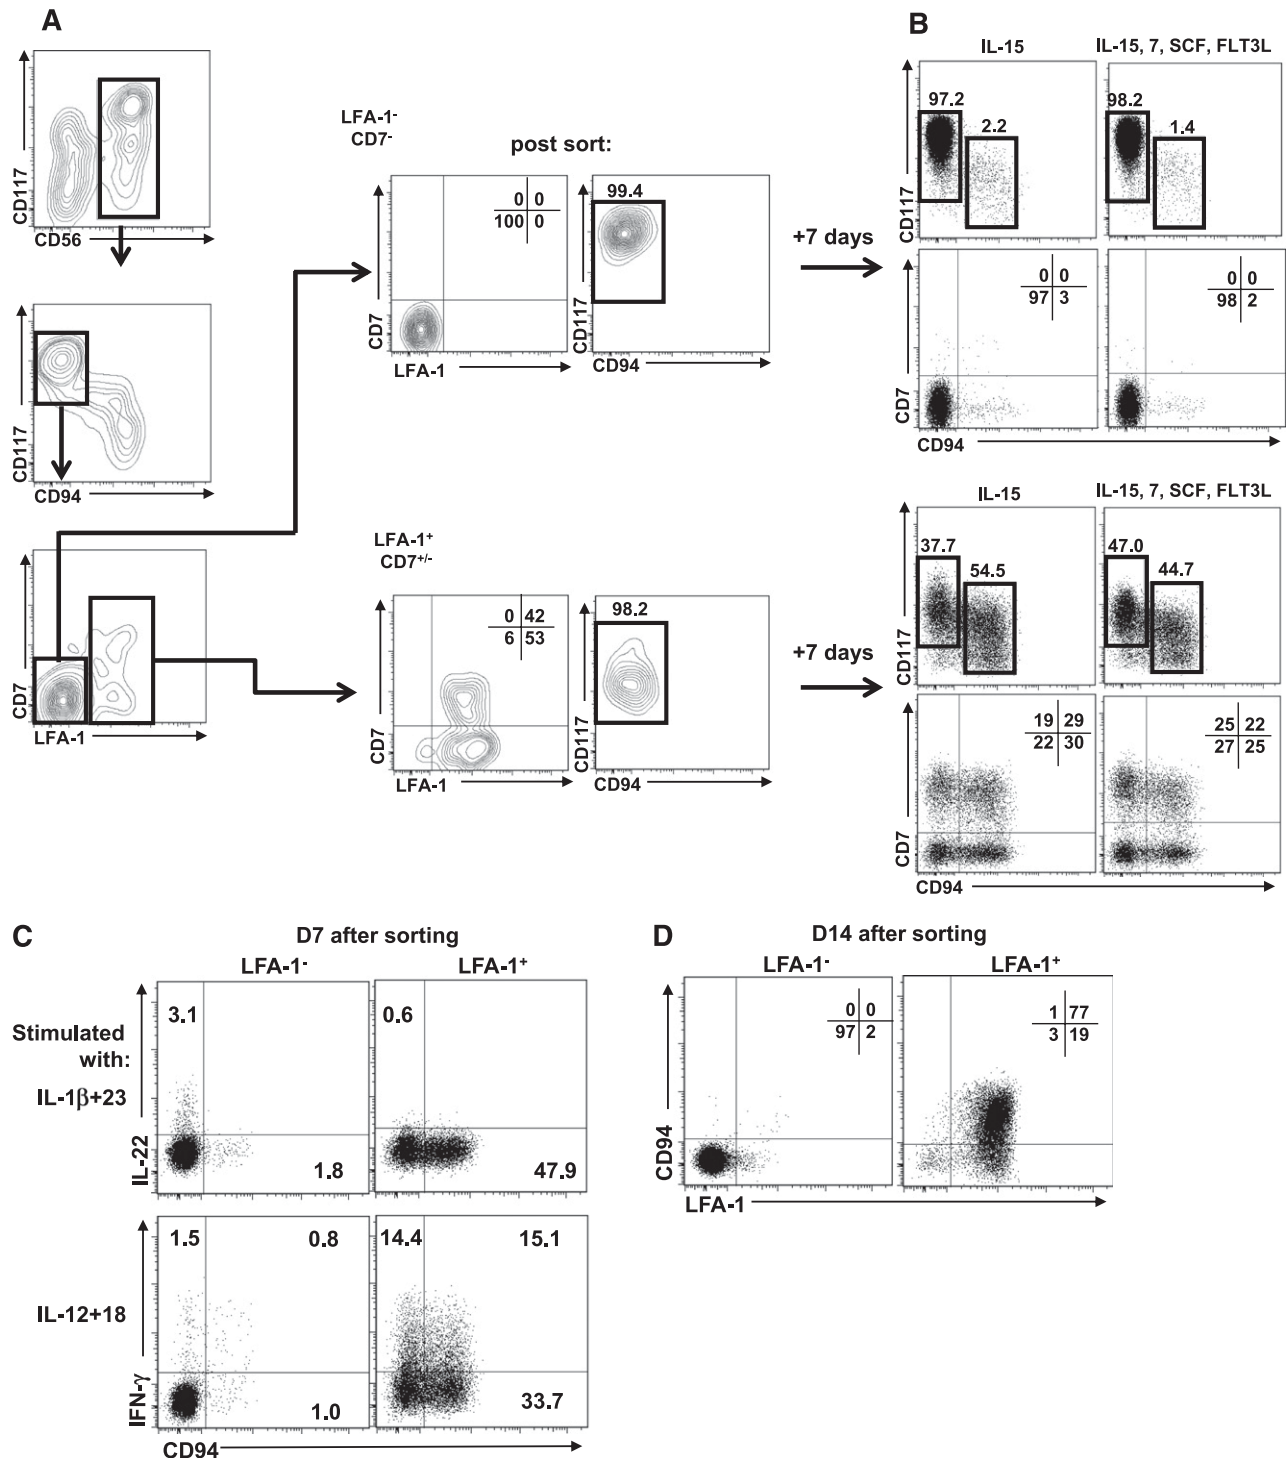 A
CD117
CD56
CD117
CD94
CD7
LFA-1
LFA-1-
CD7-
post sort:
0 0
100 0
CD7
LFA-1
99.4
CD117
CD94
+7 days
LFA-1+
CD7+/-
0 42
6 53
CD7
LFA-1
98.2
CD117
CD94
+7 days
B
IL-15
IL-15, 7, SCF, FLT3L
97.2
2.2
98.2
1.4
CD117
0 0
97 3
0 0
98 2
CD7
CD94
IL-15
IL-15, 7, SCF, FLT3L
37.7
54.5
47.0
44.7
CD117
19 29
22 30
25 22
27 25
CD7
CD94
C
D7 after sorting
LFA-1-
LFA-1+
Stimulated
with:
IL-1β+23
3.1
0.6
IL-22
1.8
47.9
IL-12+18
1.5
0.8
14.4
15.1
IFN-γ
1.0
33.7
CD94
D
D14 after sorting
LFA-1-
LFA-1+
0 0
97 2
1 77
3 19
CD94
LFA-1